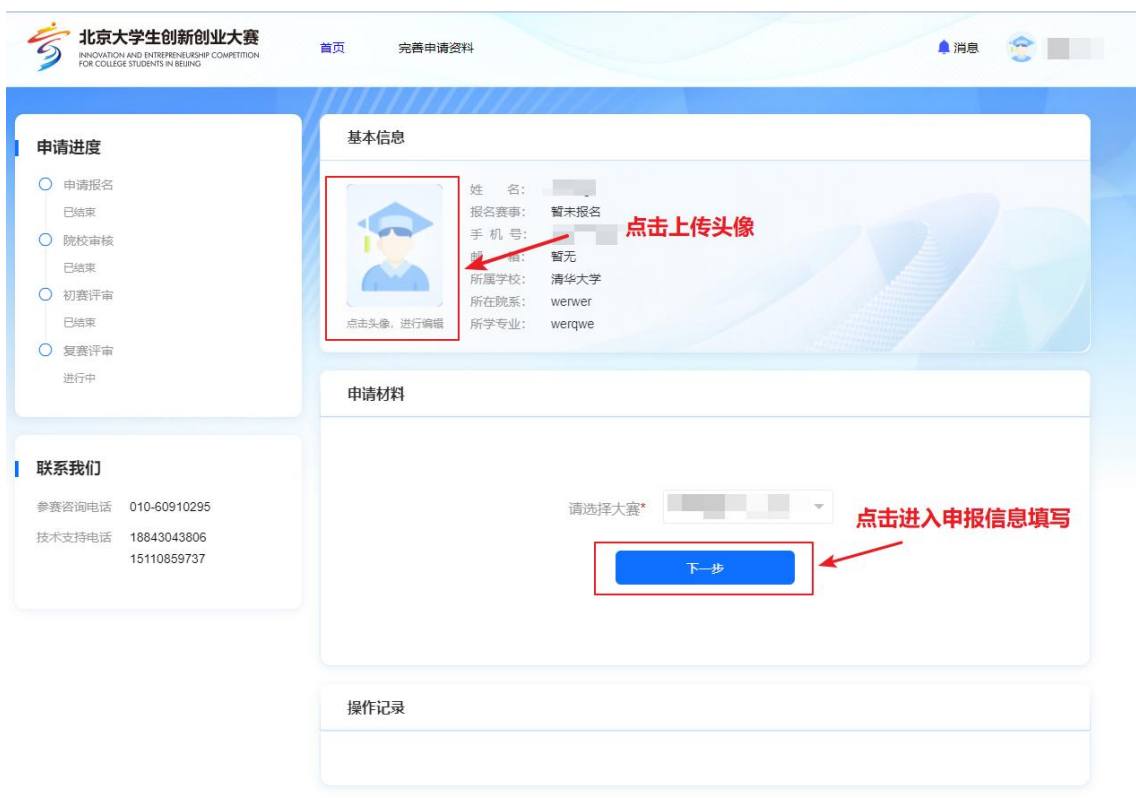 北京大学生创新创业大赛
INNOVATION AND ENTREPRENEURSHIP COMPETITION
FOR COLLEGE STUDENTS IN BEIJING
首页
完善申请资料
消息
申请进度
申请报名
已结束
院校审核
已结束
初赛评审
已结束
复赛评审
进行中
联系我们
参赛咨询电话 010-60910295
技术支持电话 18843043806
15110859737
基本信息
点击头像，进行编辑
姓 名：
报名赛事： 暂未报名
手 机 号：
邮 箱： 暂无
所属学校： 清华大学
所在院系： werwer
所学专业： werqwe
点击上传头像
申请材料
请选择大赛*
点击进入申报信息填写
下一步
操作记录